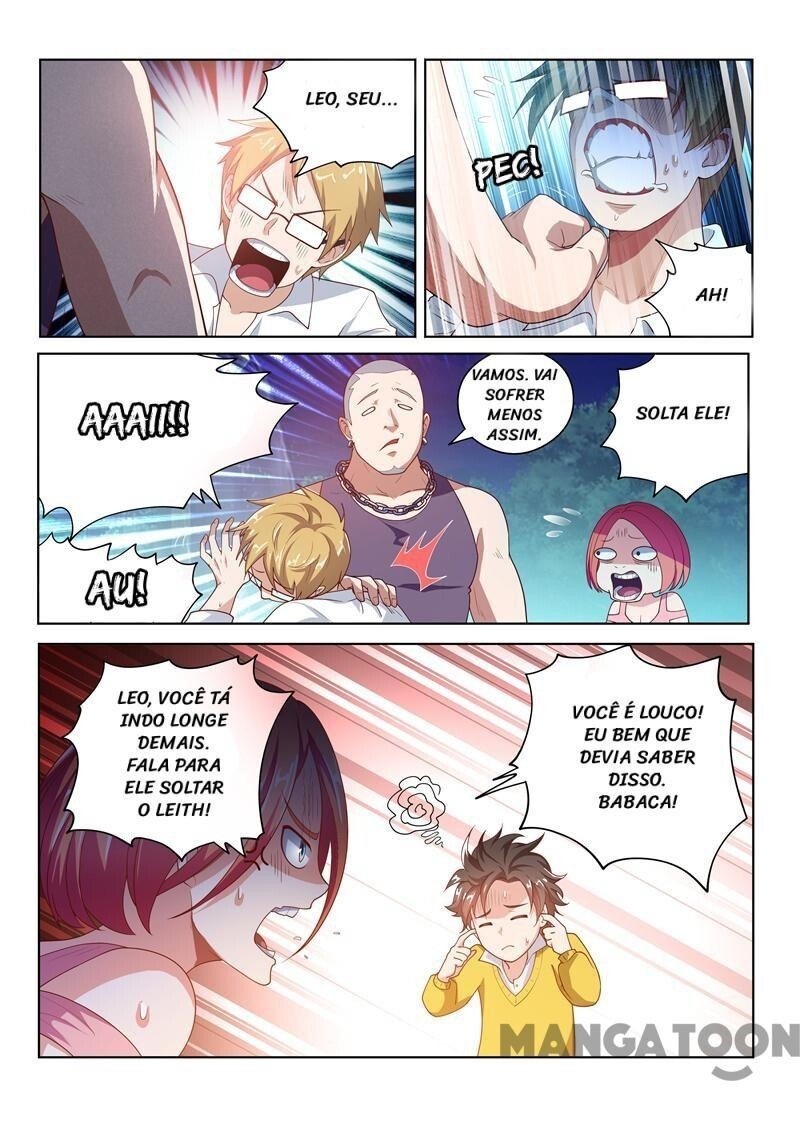 LEO, SEU...
PEC!
AH!
AAAII!!
VAMOS. VAI
SOFRER
MENOS
ASSIM.
SOLTA ELE!
AU!
LEO, VOCÊ TÁ
INDO LONGE
DEMAIS.
FALA PARA
ELE SOLTAR
O LEITH!
VOCÊ É LOUCO!
EU BEM QUE
DEVIA SABER
DISSO.
BABACA!
MANGATOON